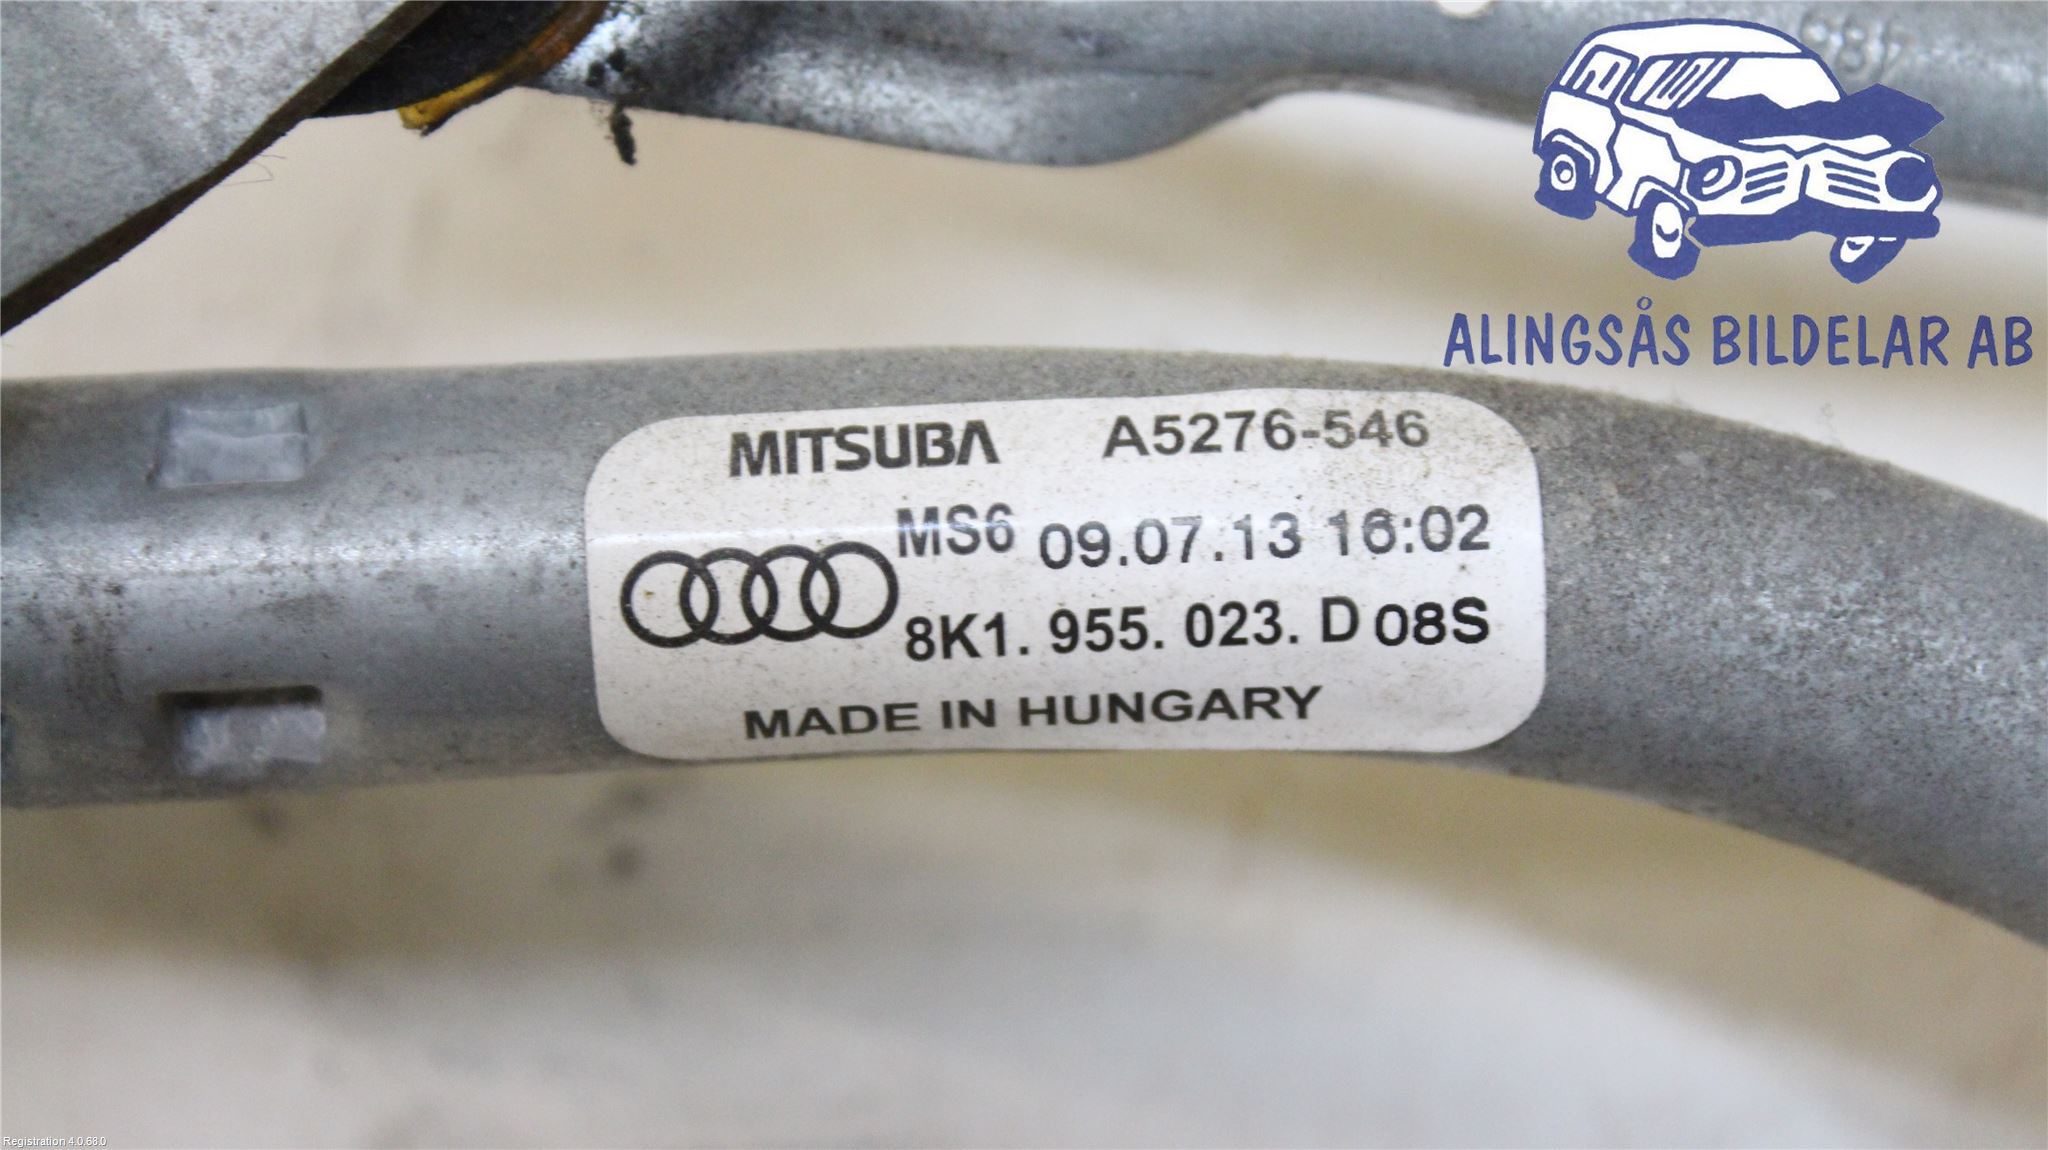 ALINGSÅS BILDELAR AB
MITSUBA A5276-546
MS6 09.07.13 16:02
8K1. 955. 023. D 08S
MADE IN HUNGARY
Registration 4.0.68.0